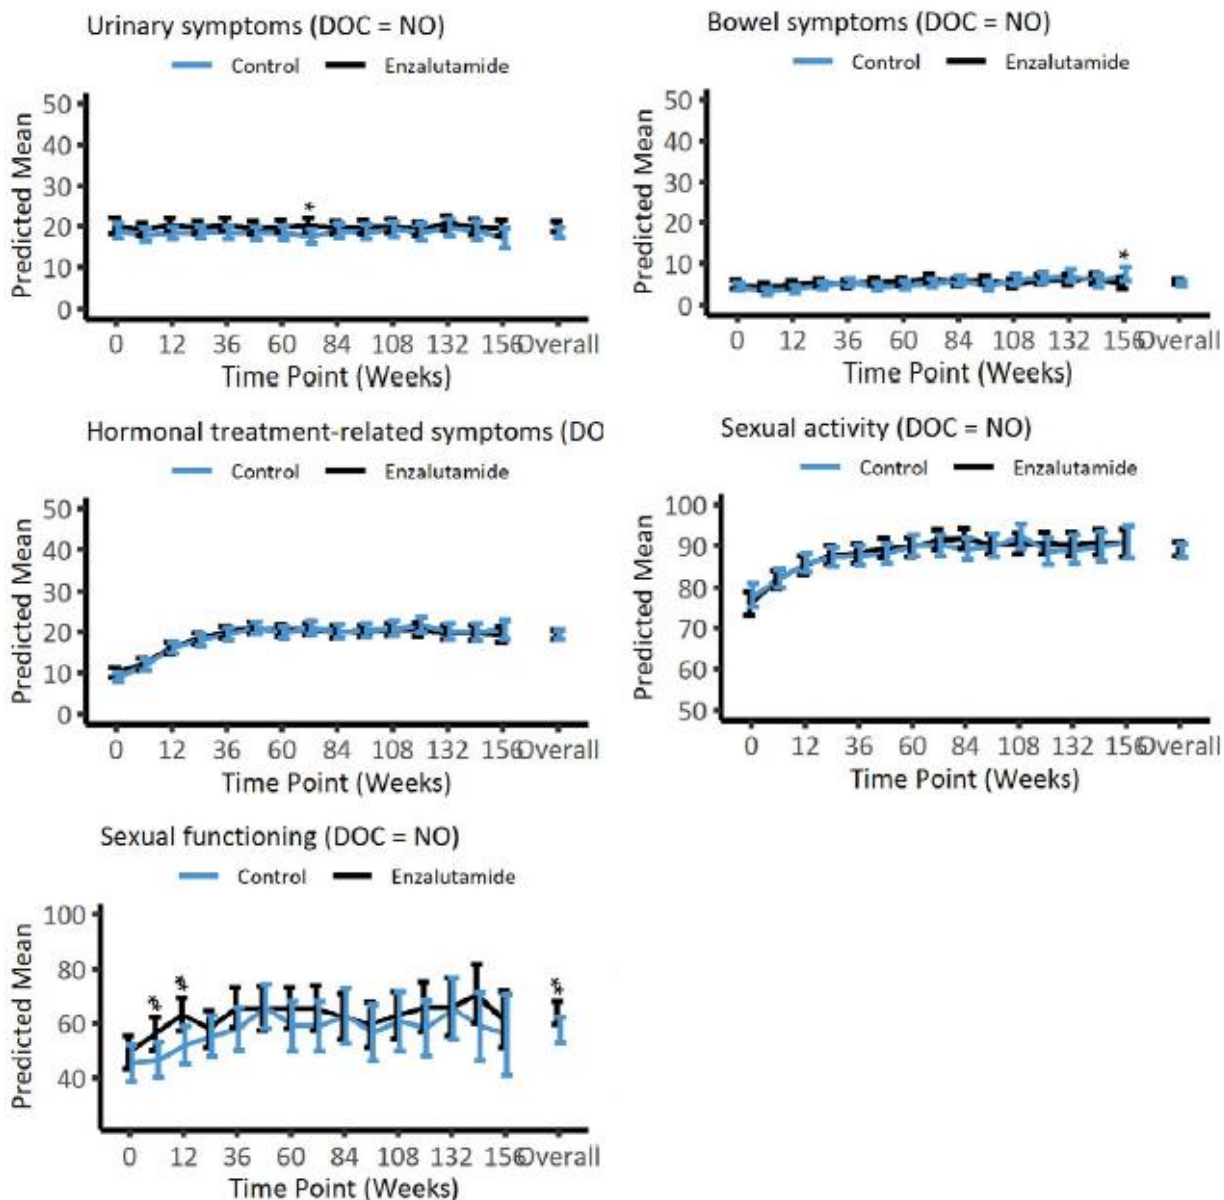 Urinary symptoms (DOC = NO)
Control Enzalutamide
50
40
30
20
10
0
Predicted Mean
*
0 12 36 60 84 108 132 156 Overall
Time Point (Weeks)
Bowel symptoms (DOC = NO)
Control Enzalutamide
50
40
30
20
10
0
Predicted Mean
*
0 12 36 60 84 108 132 156 Overall
Time Point (Weeks)
Hormonal treatment-related symptoms (DO
Control Enzalutamide
50
40
30
20
10
0
Predicted Mean
0 12 36 60 84 108 132 156 Overall
Time Point (Weeks)
Sexual activity (DOC = NO)
Control Enzalutamide
100
90
80
70
60
50
Predicted Mean
0 12 36 60 84 108 132 156 Overall
Time Point (Weeks)
Sexual functioning (DOC = NO)
Control Enzalutamide
100
80
60
40
Predicted Mean
** ** **
0 12 36 60 84 108 132 156 Overall
Time Point (Weeks)